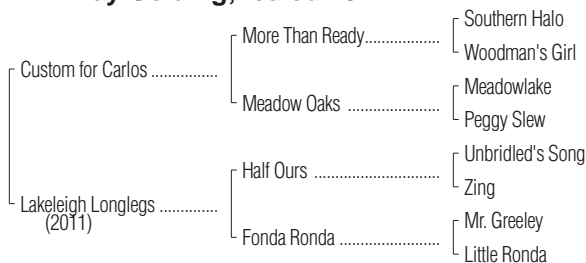 Southern Halo
More Than Ready....................
Woodman's Girl
Custom for Carlos ...............
Meadowlake
Meadow Oaks .....................
Peggy Slew
Unbridled's Song
Half Ours ............................
Zing
Lakeleigh Longlegs .............
(2011)
Mr. Greeley
Fonda Ronda ......................
Little Ronda